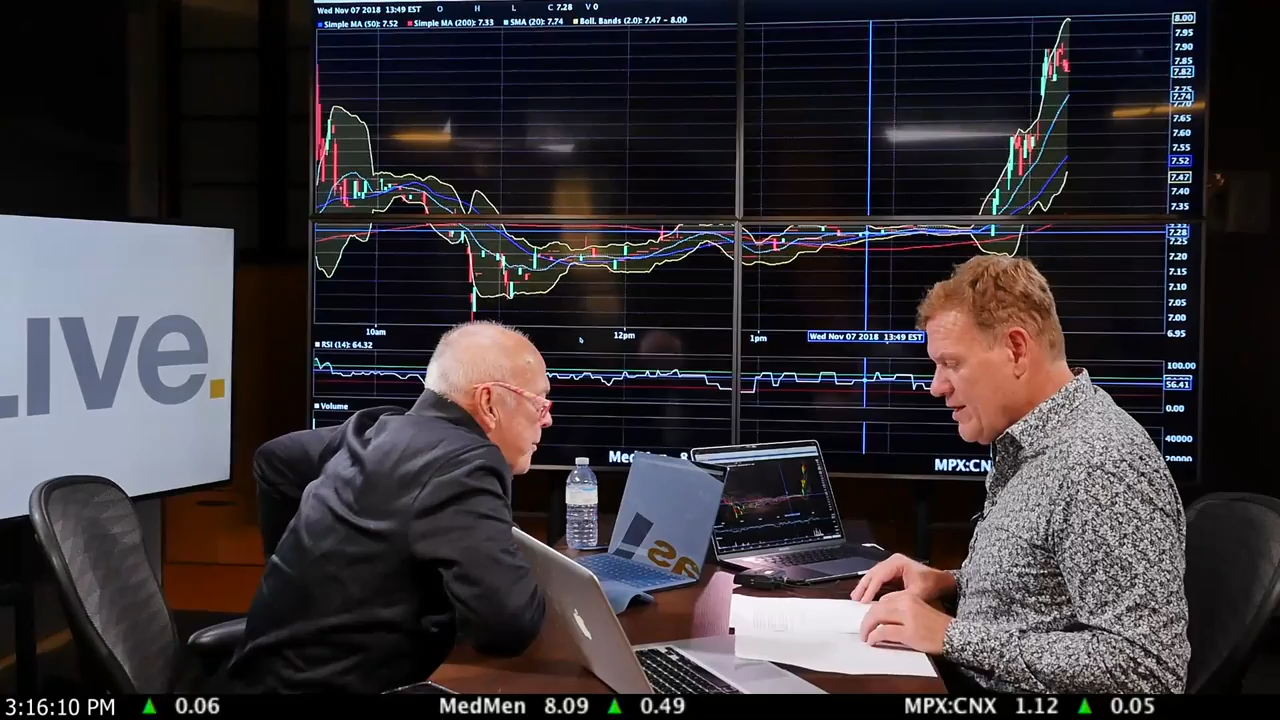 Wed Nov 07 2018 13:49 EST O H L C 7.28 V 0
Simple MA (50): 7.52 Simple MA (200): 7.33 SMA (20): 7.74 Boll. Bands (2.0): 7.47 - 8.00
8.00
7.95
7.90
7.85
7.82
7.74
7.65
7.60
7.55
7.52
7.47
7.40
7.35
7.28
7.25
7.20
7.15
7.10
7.05
7.00
6.95
10am 12pm 1pm Wed Nov 07 2018 13:49 EST
RSI (14): 64.32
100.00
56.41
0.00
Volume
40000
20000
Live.
MedMen 8
MPX:CN
3:16:10 PM ▲ 0.06 MedMen 8.09 ▲ 0.49 MPX:CNX 1.12 ▲ 0.05